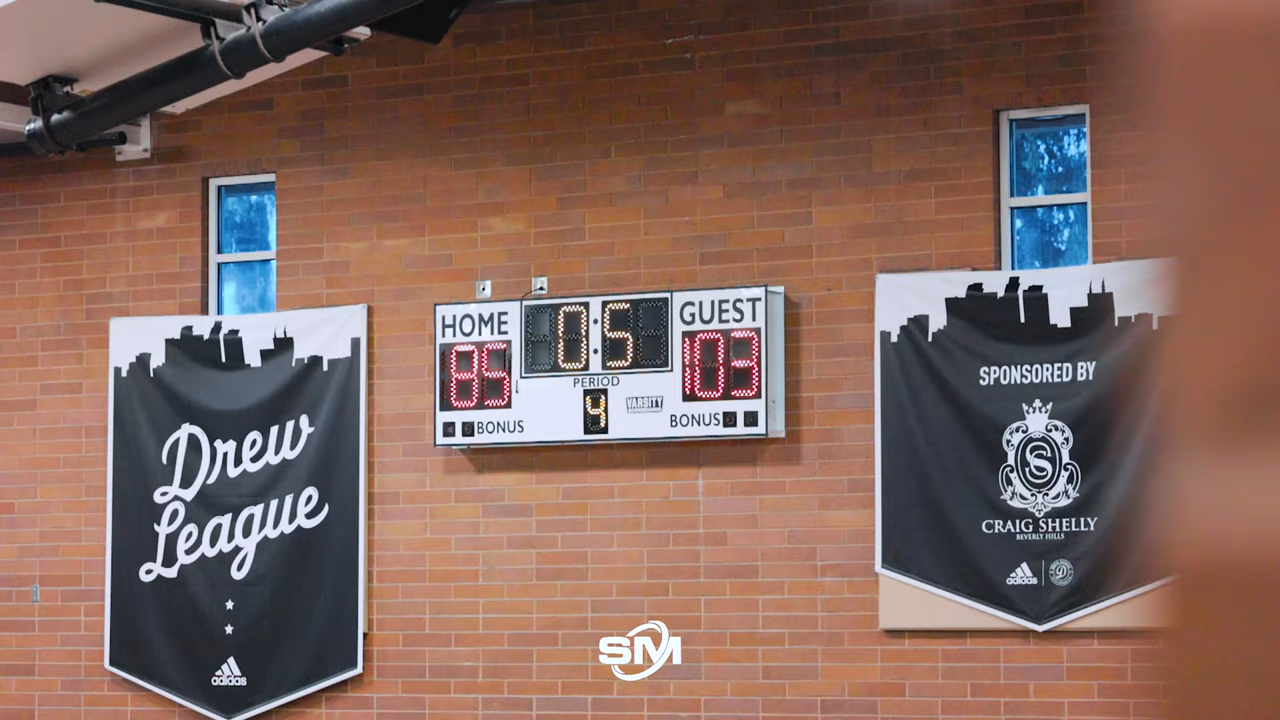 Drew
League
adidas
HOME
0:5
GUEST
85
103
PERIOD
4
VARSITY
BONUS
BONUS
SPONSORED BY
S
CRAIG SHELLY
BEVERLY HILLS
adidas
D
SM